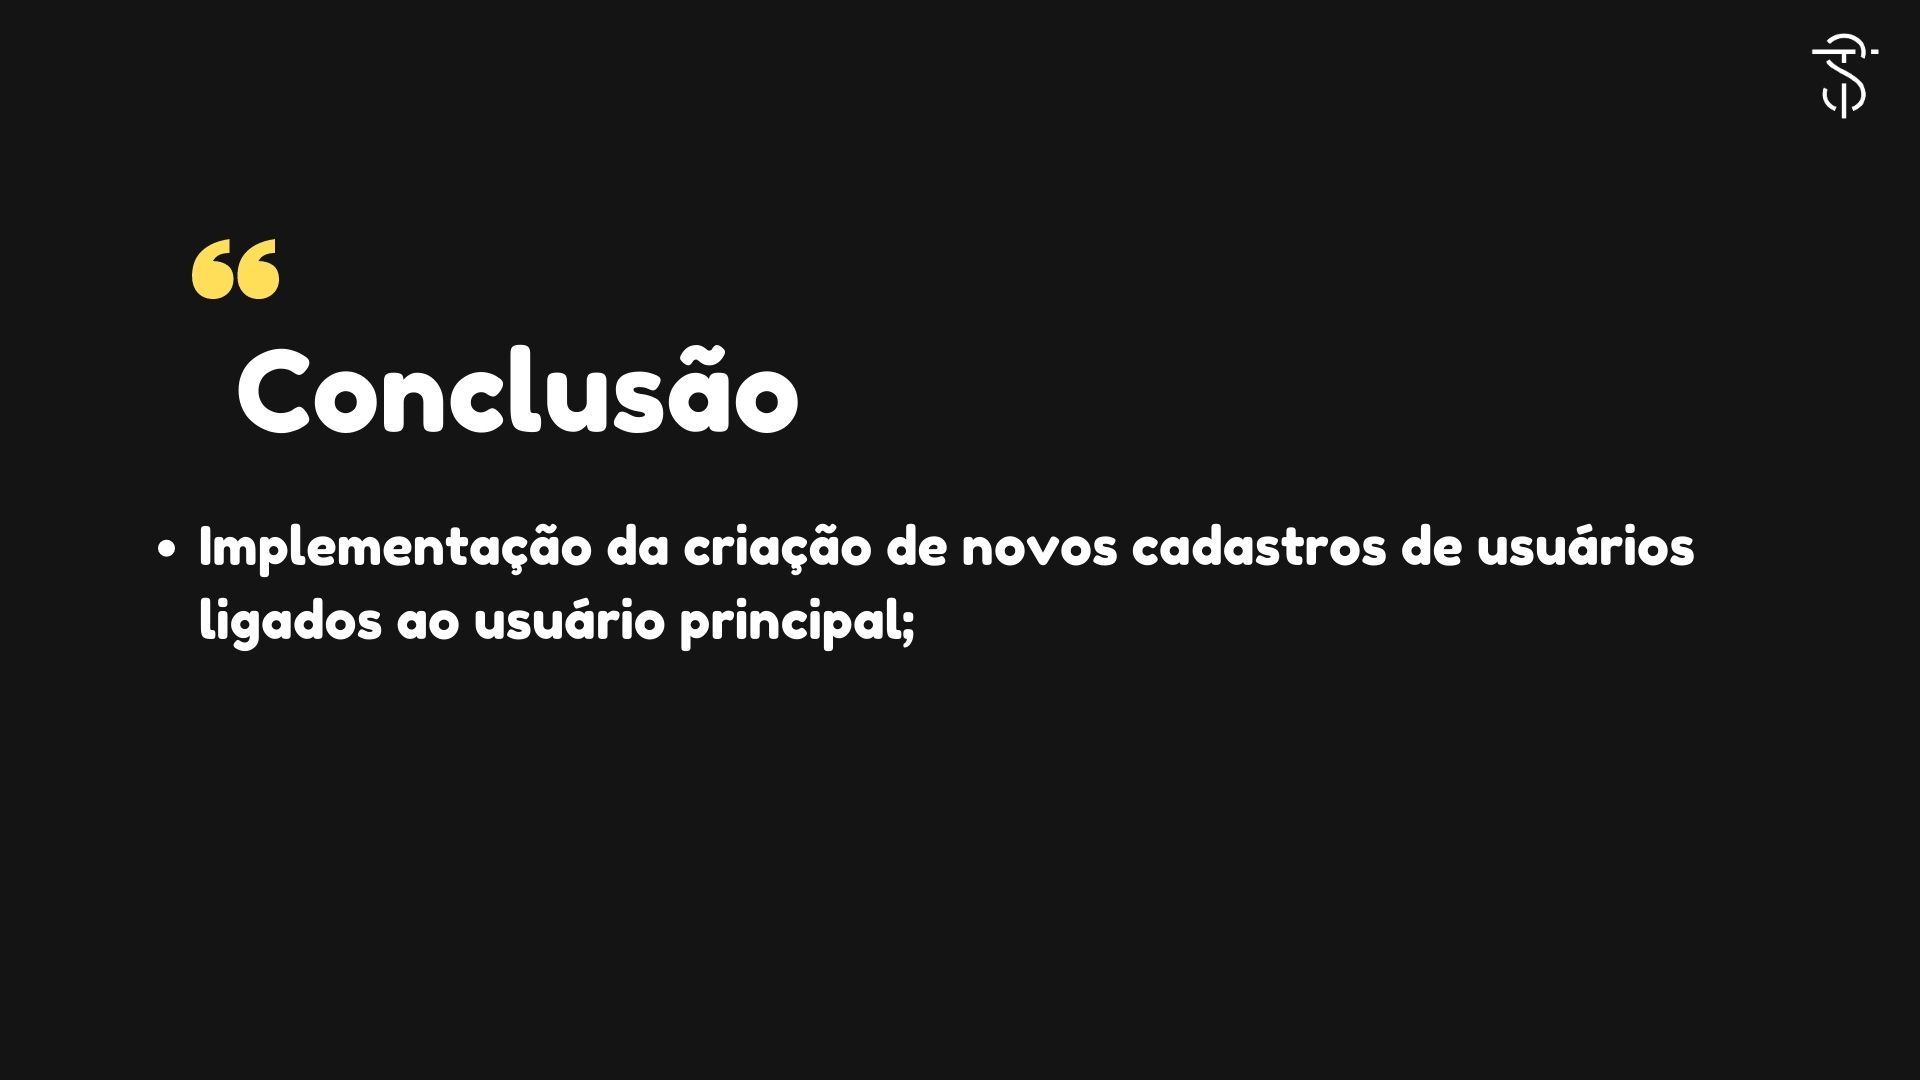 “
Conclusão
• Implementação da criação de novos cadastros de usuários
ligados ao usuário principal;